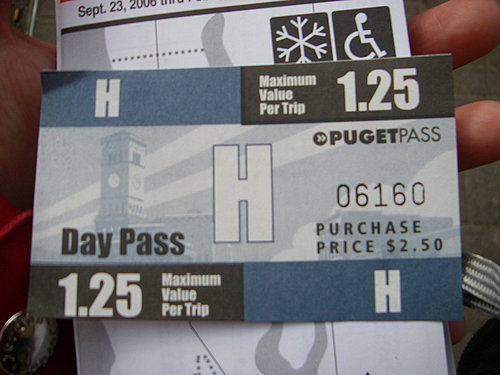 Sept. 23, 2006 thru
H
Maximum
Value
Per Trip
1.25
PUGETPASS
H
06160
Day Pass
PURCHASE
PRICE $2.50
1.25
Maximum
Value
Per Trip
H